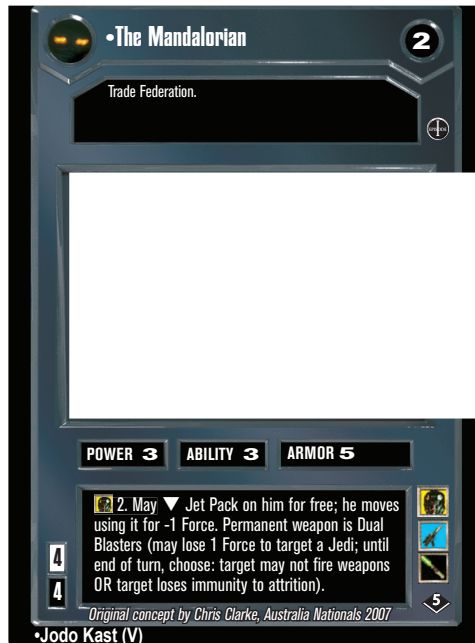 •The Mandalorian
2
Trade Federation.
EPISODE I
POWER 3 ABILITY 3 ARMOR 5
2. May ▼ Jet Pack on him for free; he moves
using it for -1 Force. Permanent weapon is Dual
Blasters (may lose 1 Force to target a Jedi; until
end of turn, choose: target may not fire weapons
OR target loses immunity to attrition).
4
4
5
Original concept by Chris Clarke, Australia Nationals 2007
•Jodo Kast (V)